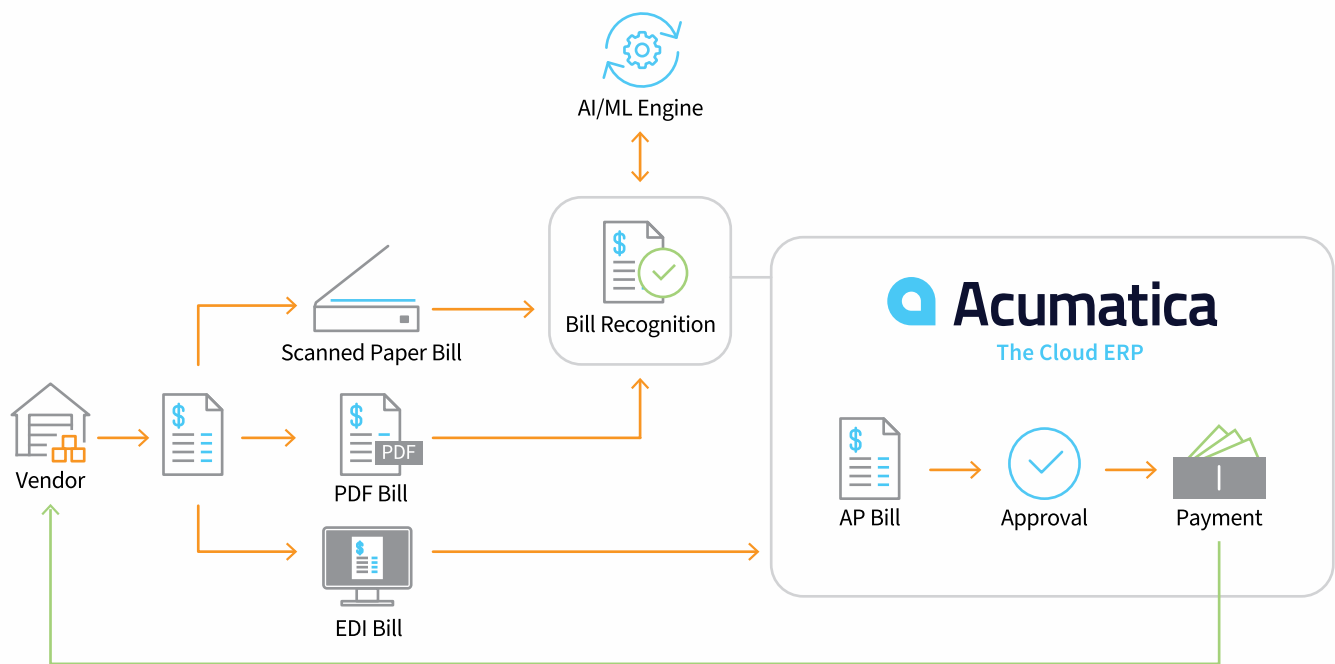 AI/ML Engine
$
Bill Recognition
Acumatica
The Cloud ERP
Scanned Paper Bill
Vendor
$
$
PDF
PDF Bill
$
EDI Bill
$
AP Bill
Approval
Payment